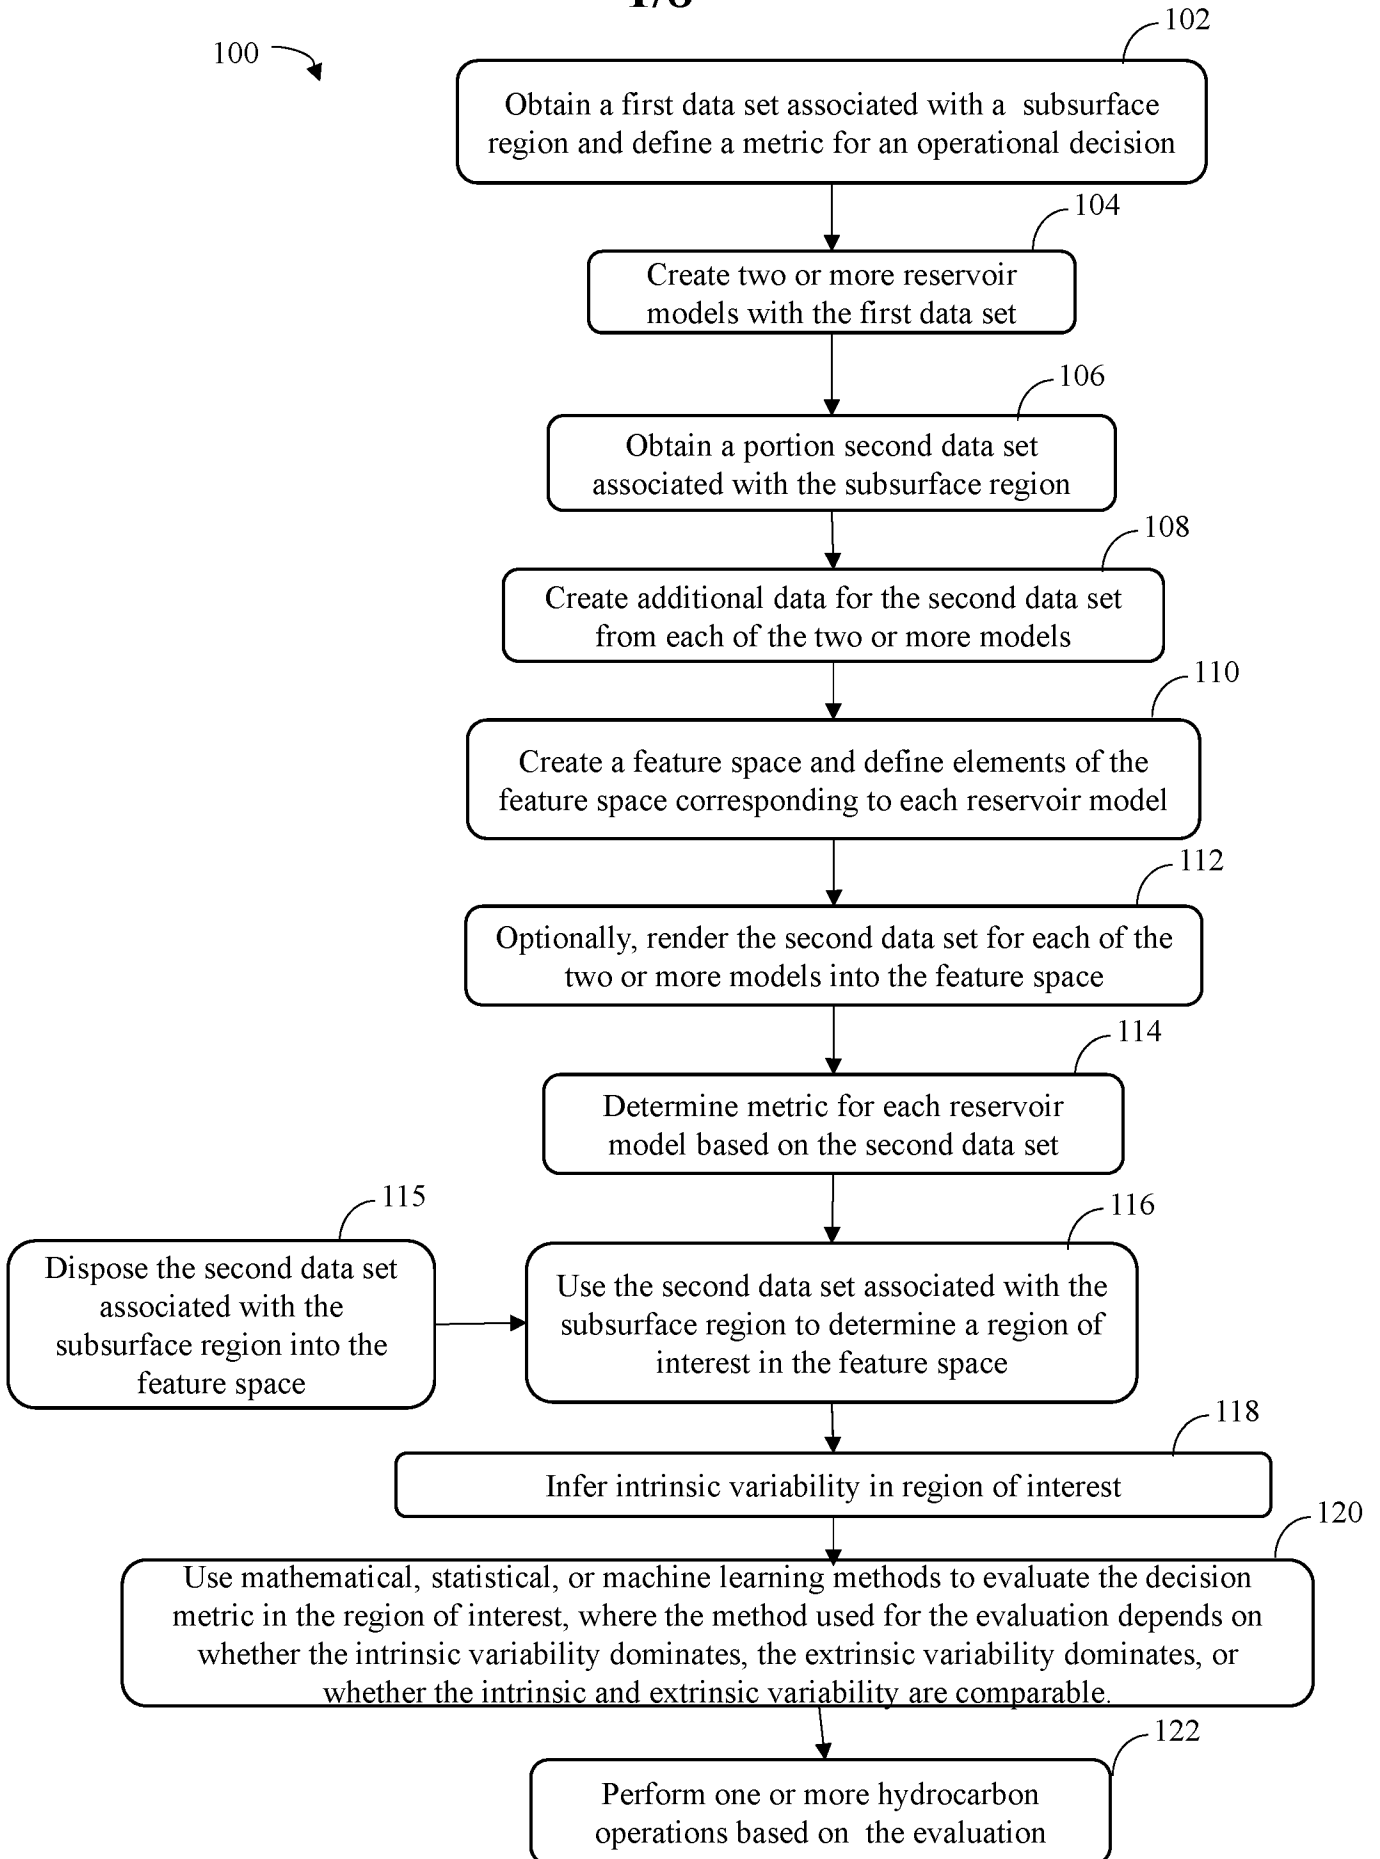 102
100
Obtain a first data set associated with a subsurface
region and define a metric for an operational decision
104
Create two or more reservoir
models with the first data set
106
Obtain a portion second data set
associated with the subsurface region
108
Create additional data for the second data set
from each of the two or more models
110
Create a feature space and define elements of the
feature space corresponding to each reservoir model
112
Optionally, render the second data set for each of the
two or more models into the feature space
114
Determine metric for each reservoir
model based on the second data set
115
Dispose the second data set
associated with the
subsurface region into the
feature space
116
Use the second data set associated with the
subsurface region to determine a region of
interest in the feature space
118
Infer intrinsic variability in region of interest
120
Use mathematical, statistical, or machine learning methods to evaluate the decision
metric in the region of interest, where the method used for the evaluation depends on
whether the intrinsic variability dominates, the extrinsic variability dominates, or
whether the intrinsic and extrinsic variability are comparable.
122
Perform one or more hydrocarbon
operations based on the evaluation